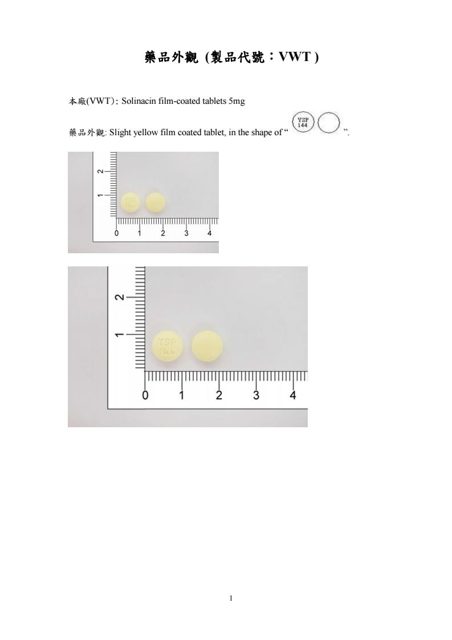 藥品外觀 (製品代號：VWT )
本廠(VWT)：Solinacin film-coated tablets 5mg
藥品外觀: Slight yellow film coated tablet, in the shape of “ YSP 144 ”.
2
1
0 1 2 3 4
2
1
YSP
144
0 1 2 3 4
1